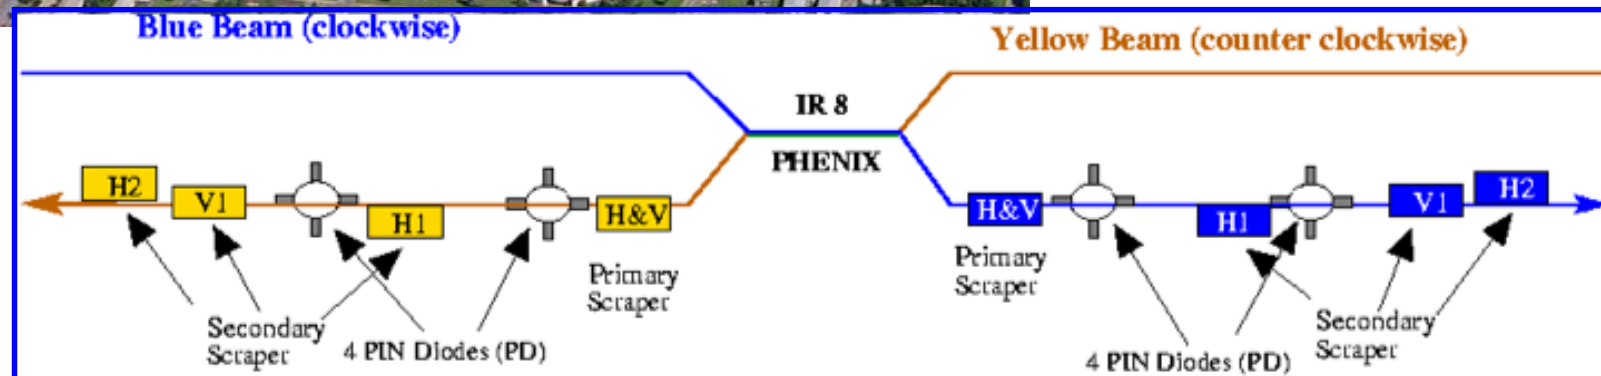 Blue Beam (clockwise)
Yellow Beam (counter clockwise)
IR 8
PHENIX
H2
V1
H1
H&V
H&V
H1
V1
H2
Primary
Scraper
Primary
Scraper
Secondary
Scraper
4 PIN Diodes (PD)
Secondary
Scraper
4 PIN Diodes (PD)